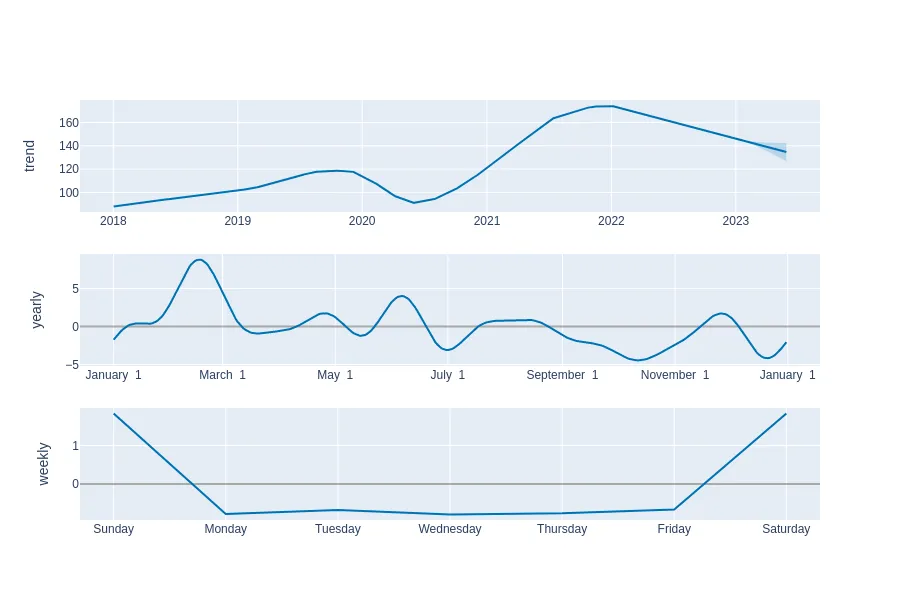 trend
160
140
120
100
2018 2019 2020 2021 2022 2023
yearly
5
0
−5
January 1 March 1 May 1 July 1 September 1 November 1 January 1
weekly
1
0
Sunday Monday Tuesday Wednesday Thursday Friday Saturday